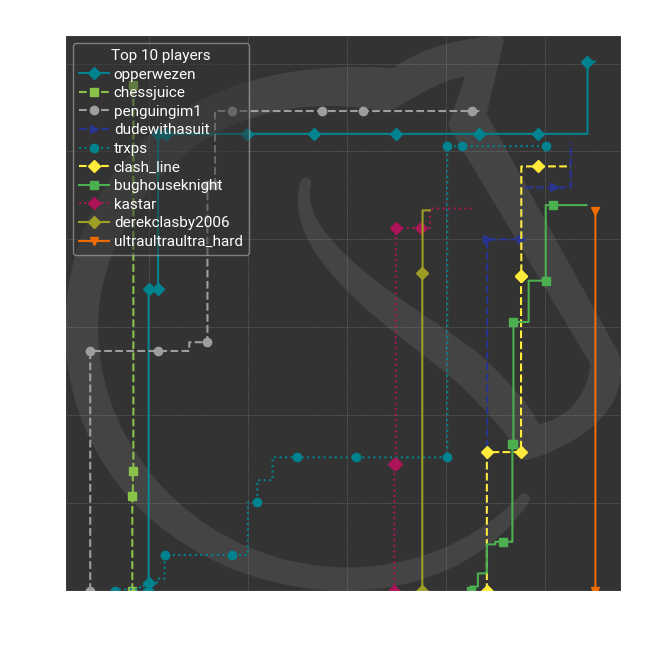 Top 10 players
opperwezen
chessjuice
penguingim1
dudewithasuit
trxps
clash_line
bughouseknight
kastar
derekclasby2006
ultraultraultra_hard